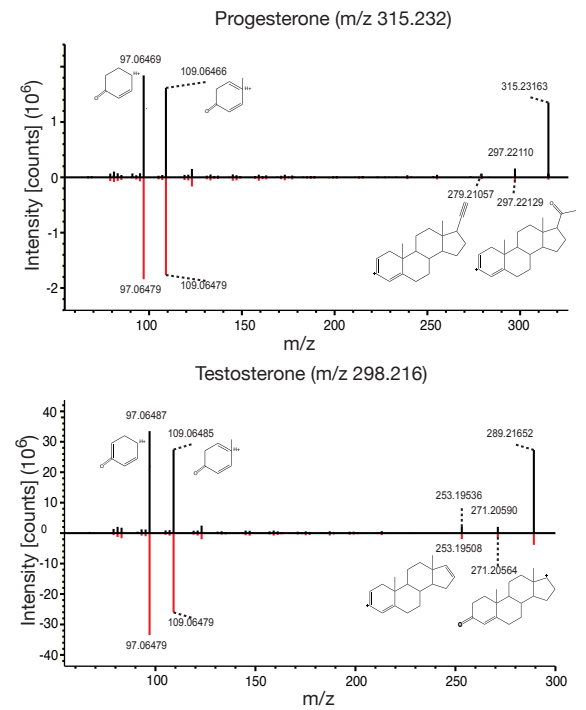 Progesterone (m/z 315.232)
97.06469
109.06466
315.23163
H+
H+
O
O
297.22110
O
279.21057
297.22129
+
+
97.06479
109.06479
1
0
-1
-2
Intensity [counts] (10⁶)
100
150
200
250
300
m/z
Testosterone (m/z 298.216)
97.06487
109.06485
289.21652
H+
H+
O
O
253.19536
271.20590
253.19508
271.20564
+
+
O
109.06479
97.06479
40
30
20
10
0
0
-10
-20
-30
-40
Intensity [counts] (10⁶)
100
150
200
250
300
m/z